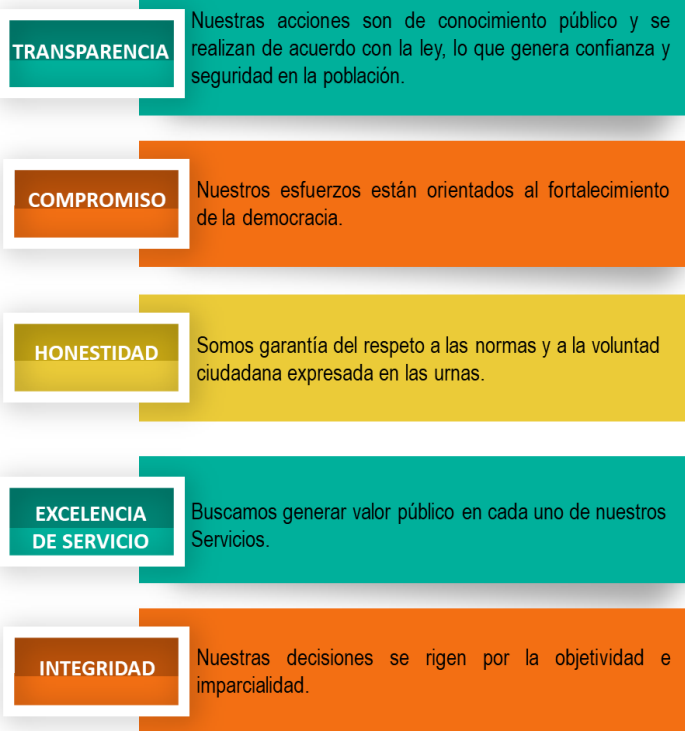 TRANSPARENCIA
Nuestras acciones son de conocimiento público y se
realizan de acuerdo con la ley, lo que genera confianza y
seguridad en la población.
COMPROMISO
Nuestros esfuerzos están orientados al fortalecimiento
de la democracia.
HONESTIDAD
Somos garantía del respeto a las normas y a la voluntad
ciudadana expresada en las urnas.
EXCELENCIA
DE SERVICIO
Buscamos generar valor público en cada uno de nuestros
Servicios.
INTEGRIDAD
Nuestras decisiones se rigen por la objetividad e
imparcialidad.